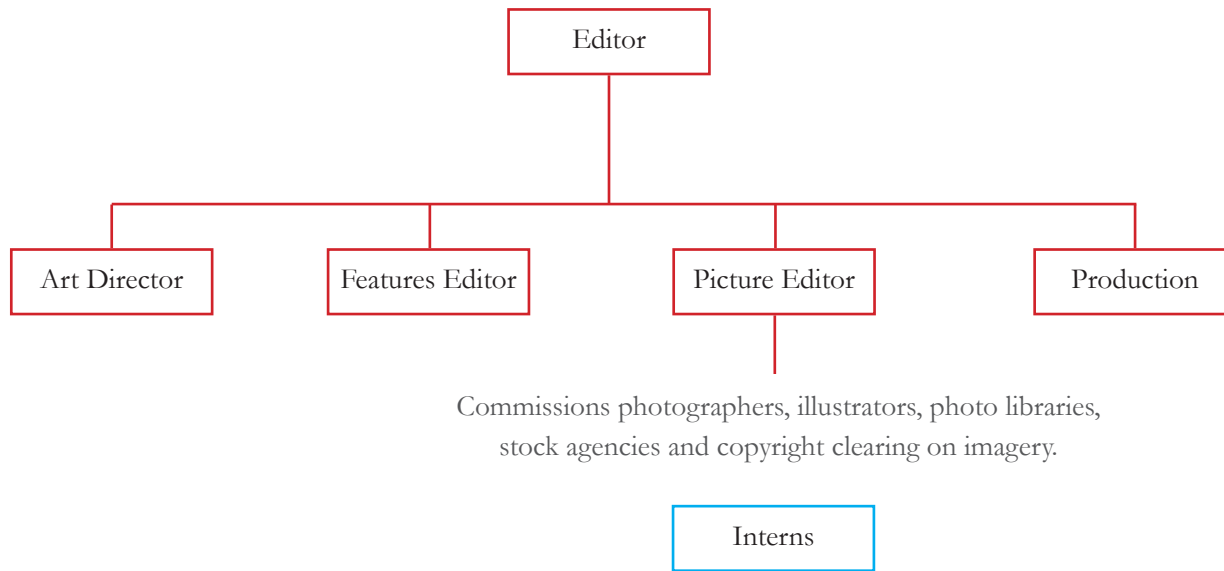 Editor
Art Director
Features Editor
Picture Editor
Production
Commissions photographers, illustrators, photo libraries,
stock agencies and copyright clearing on imagery.
Interns